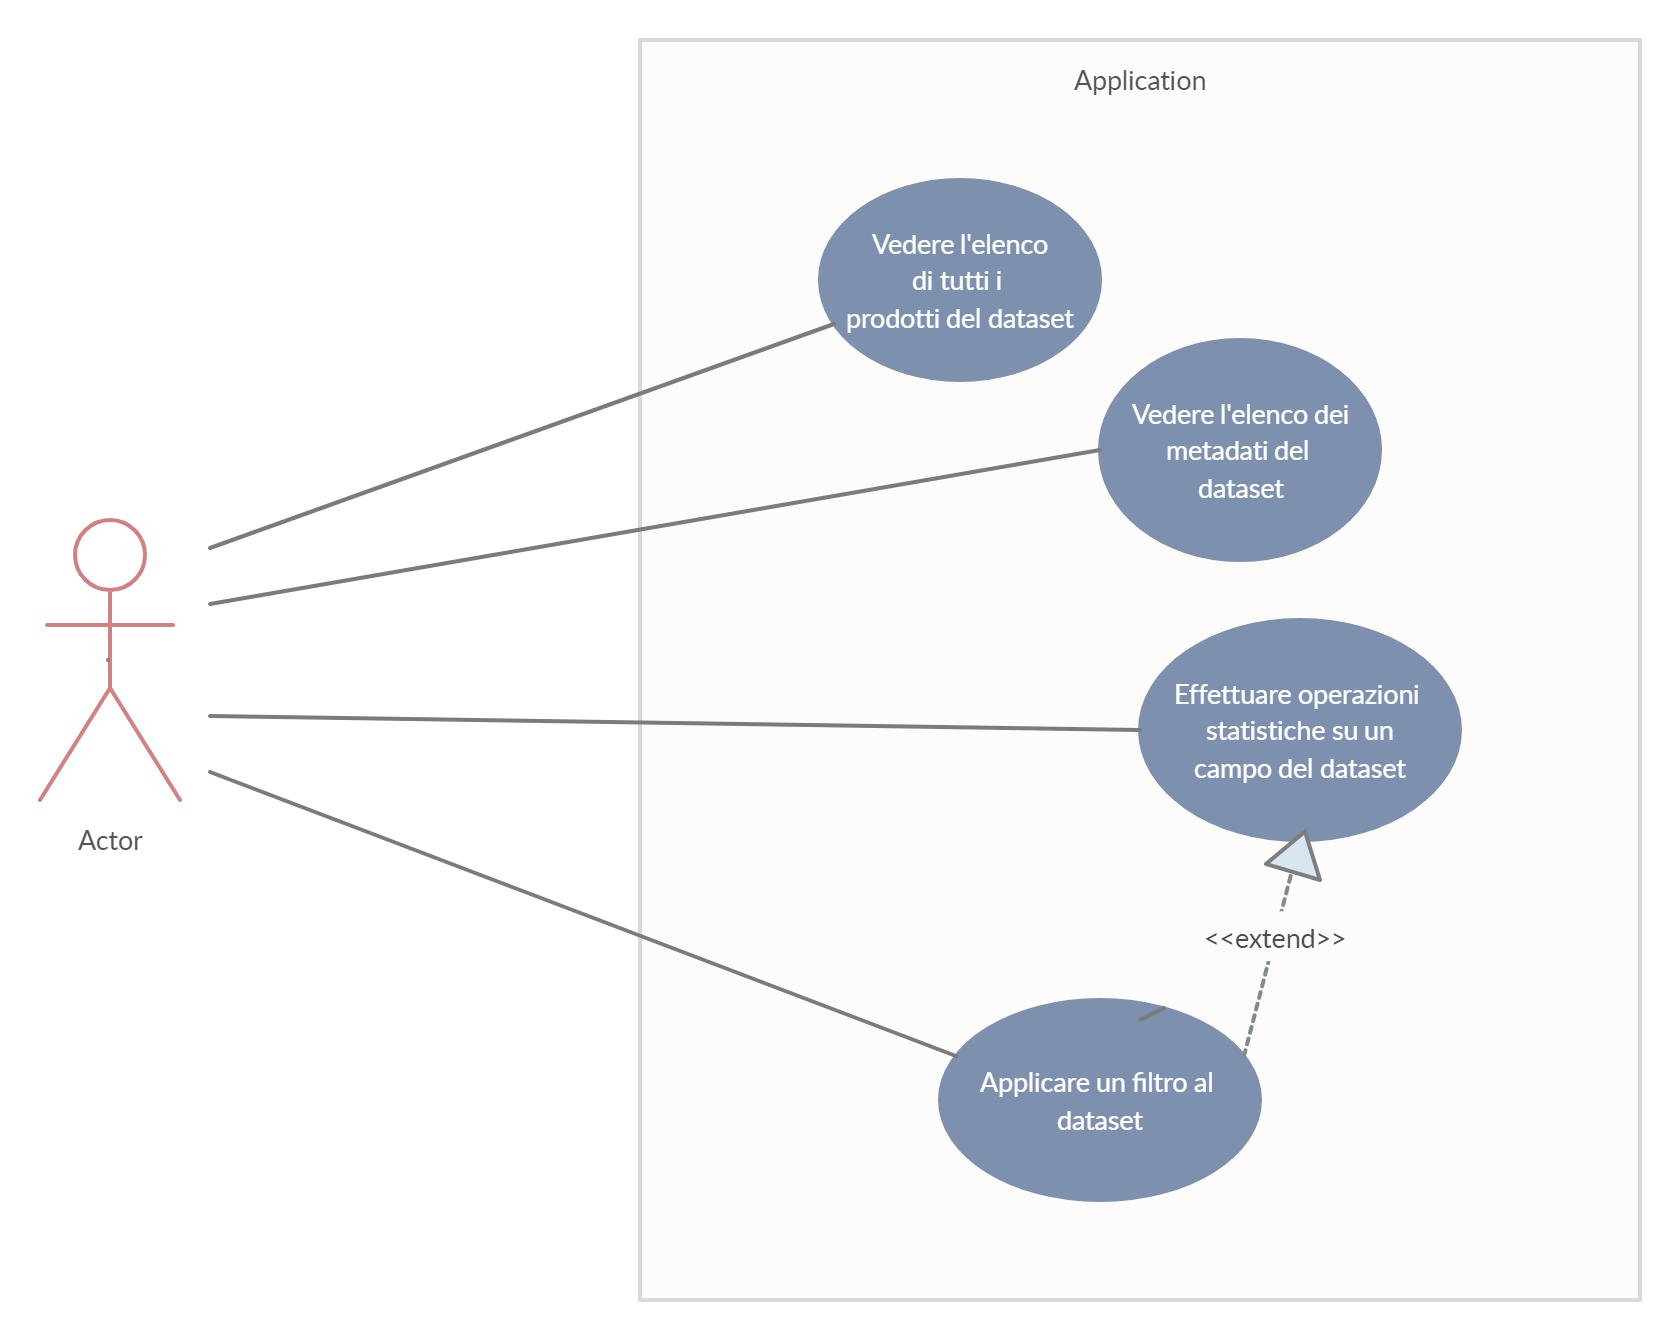 Application
Vedere l'elenco
di tutti i
prodotti del dataset
Vedere l'elenco dei
metadati del
dataset
Effettuare operazioni
statistiche su un
campo del dataset
Actor
<<extend>>
Applicare un filtro al
dataset